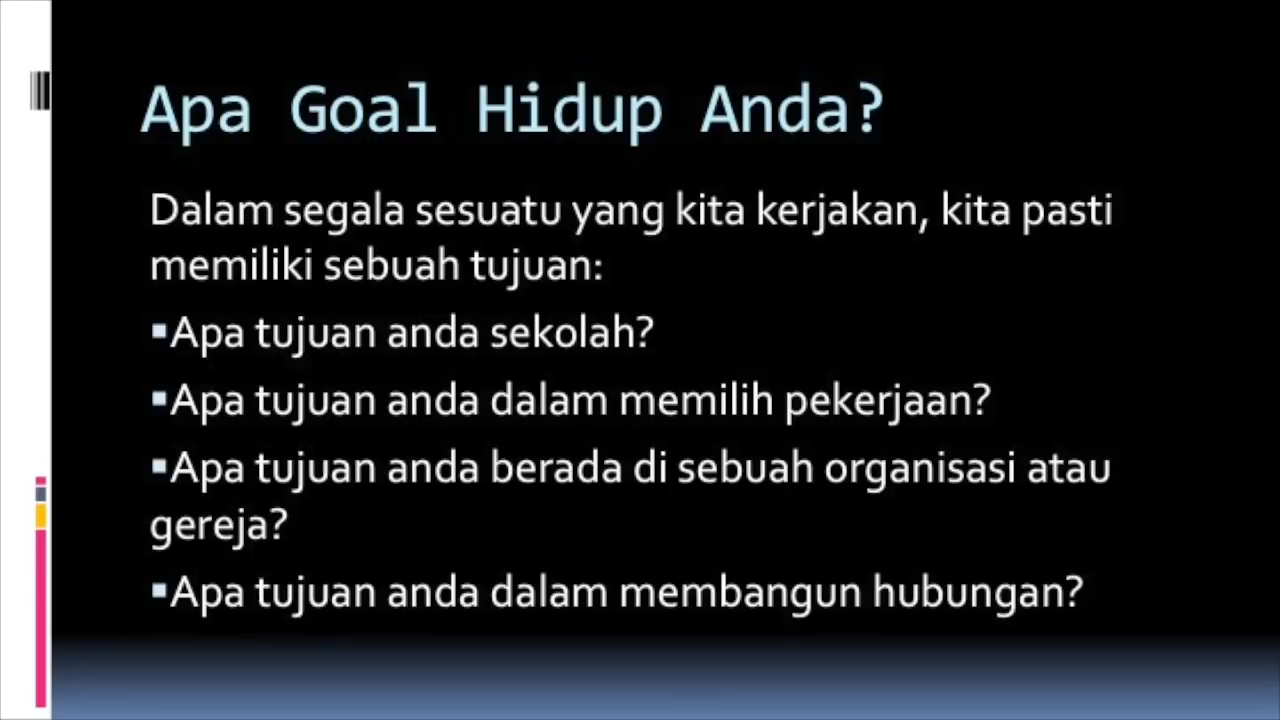 Apa Goal Hidup Anda?
Dalam segala sesuatu yang kita kerjakan, kita pasti
memiliki sebuah tujuan:
▪Apa tujuan anda sekolah?
▪Apa tujuan anda dalam memilih pekerjaan?
▪Apa tujuan anda berada di sebuah organisasi atau
gereja?
▪Apa tujuan anda dalam membangun hubungan?